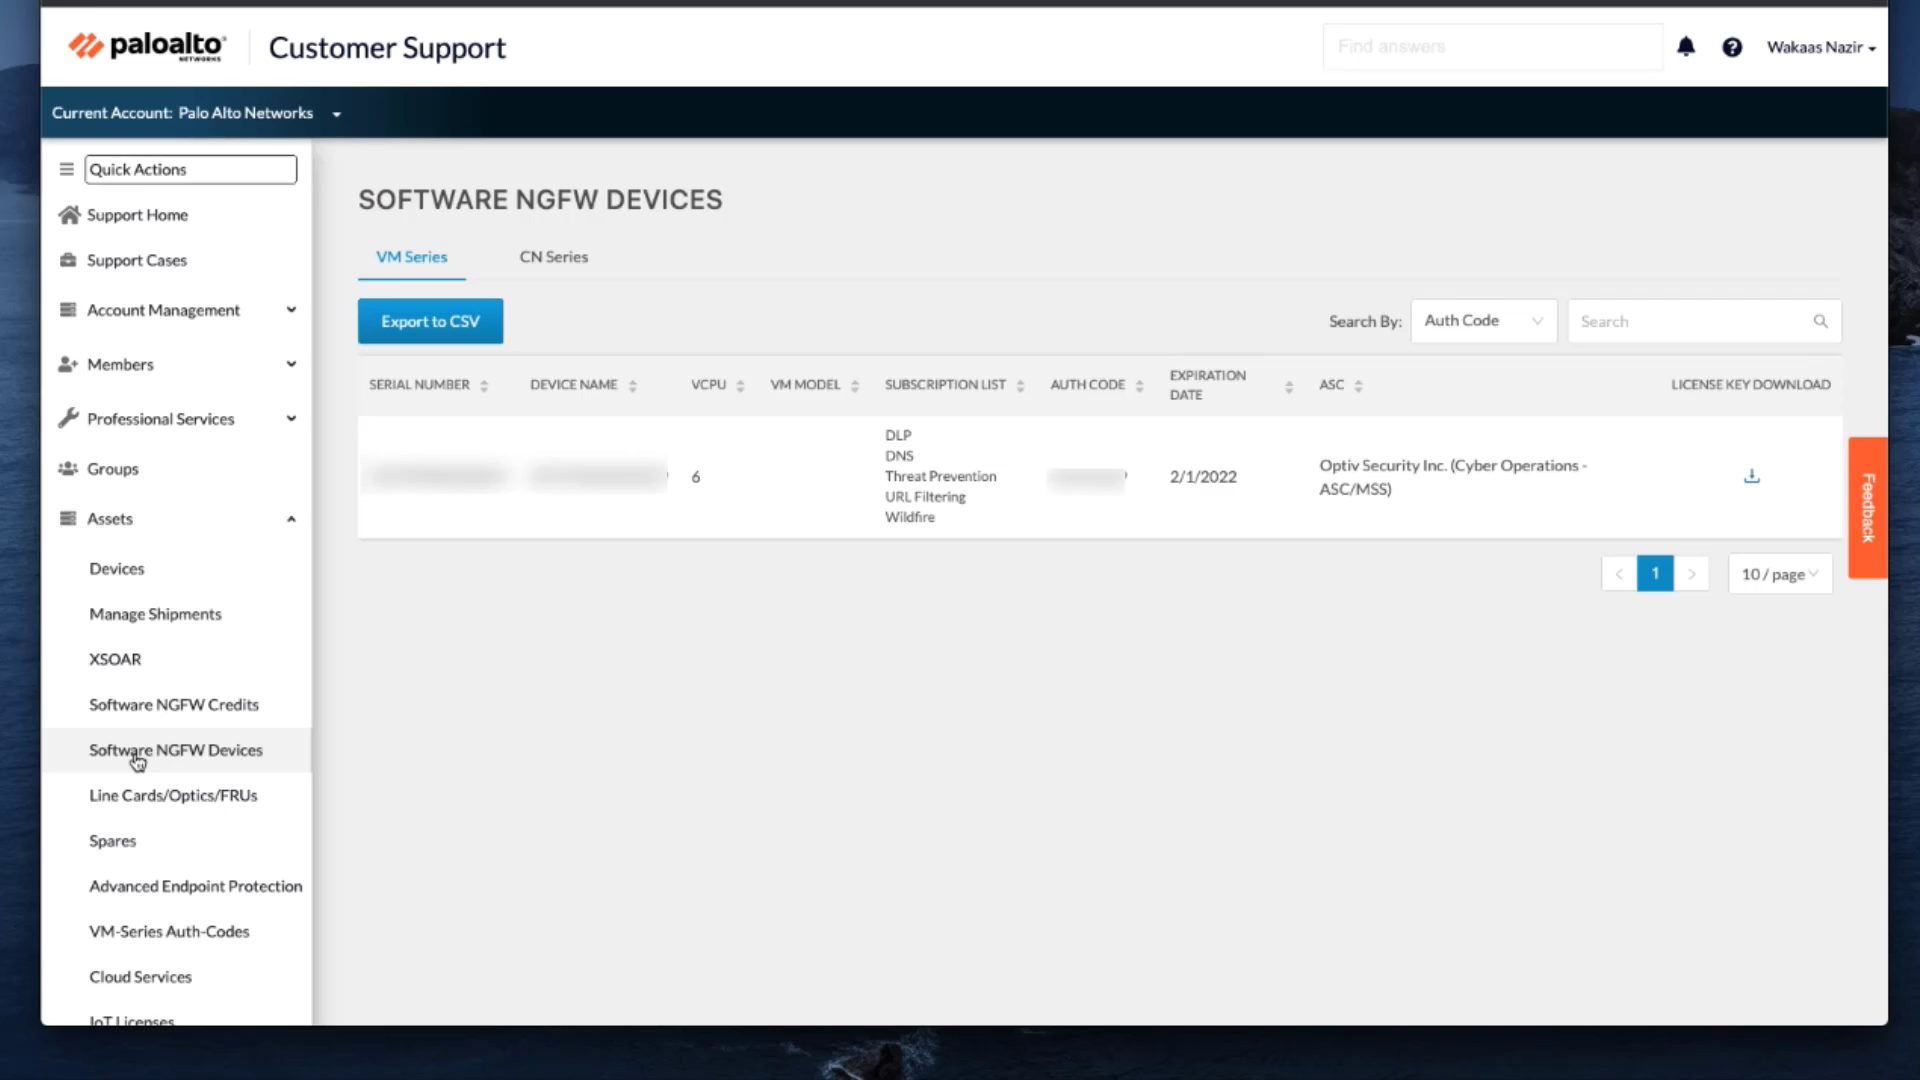 paloalto
NETWORKS
Customer Support
Find answers
Wakaas Nazir
Current Account: Palo Alto Networks
Quick Actions
Support Home
Support Cases
Account Management
Members
Professional Services
Groups
Assets
Devices
Manage Shipments
XSOAR
Software NGFW Credits
Software NGFW Devices
Line Cards/Optics/FRUs
Spares
Advanced Endpoint Protection
VM-Series Auth-Codes
Cloud Services
IoT Licenses
SOFTWARE NGFW DEVICES
VM Series
CN Series
Export to CSV
Search By:
Auth Code
Search
SERIAL NUMBER
DEVICE NAME
VCPU
VM MODEL
SUBSCRIPTION LIST
AUTH CODE
EXPIRATION
DATE
ASC
LICENSE KEY DOWNLOAD
6
DLP
DNS
Threat Prevention
URL Filtering
Wildfire
2/1/2022
Optiv Security Inc. (Cyber Operations -
ASC/MSS)
< 1 >
10 / page
Feedback